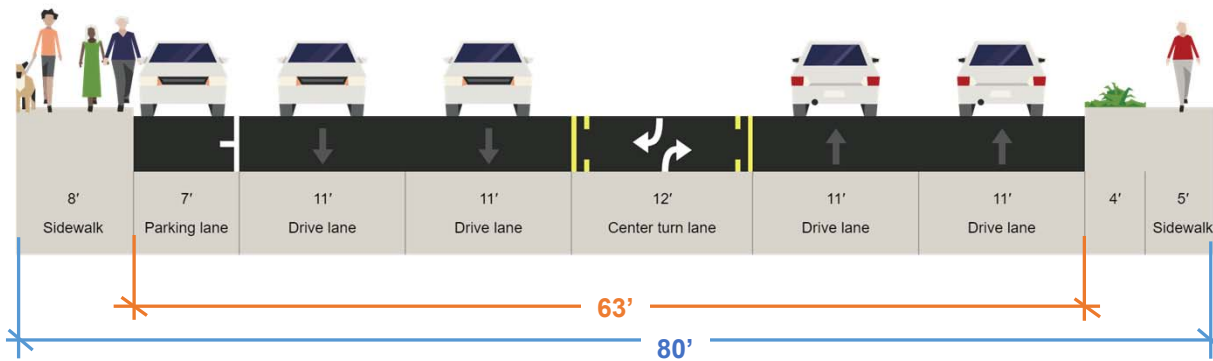 8′ 7′ 11′ 11′ 12′ 11′ 11′ 4′ 5′
Sidewalk Parking lane Drive lane Drive lane Center turn lane Drive lane Drive lane Sidewalk
63’
80’